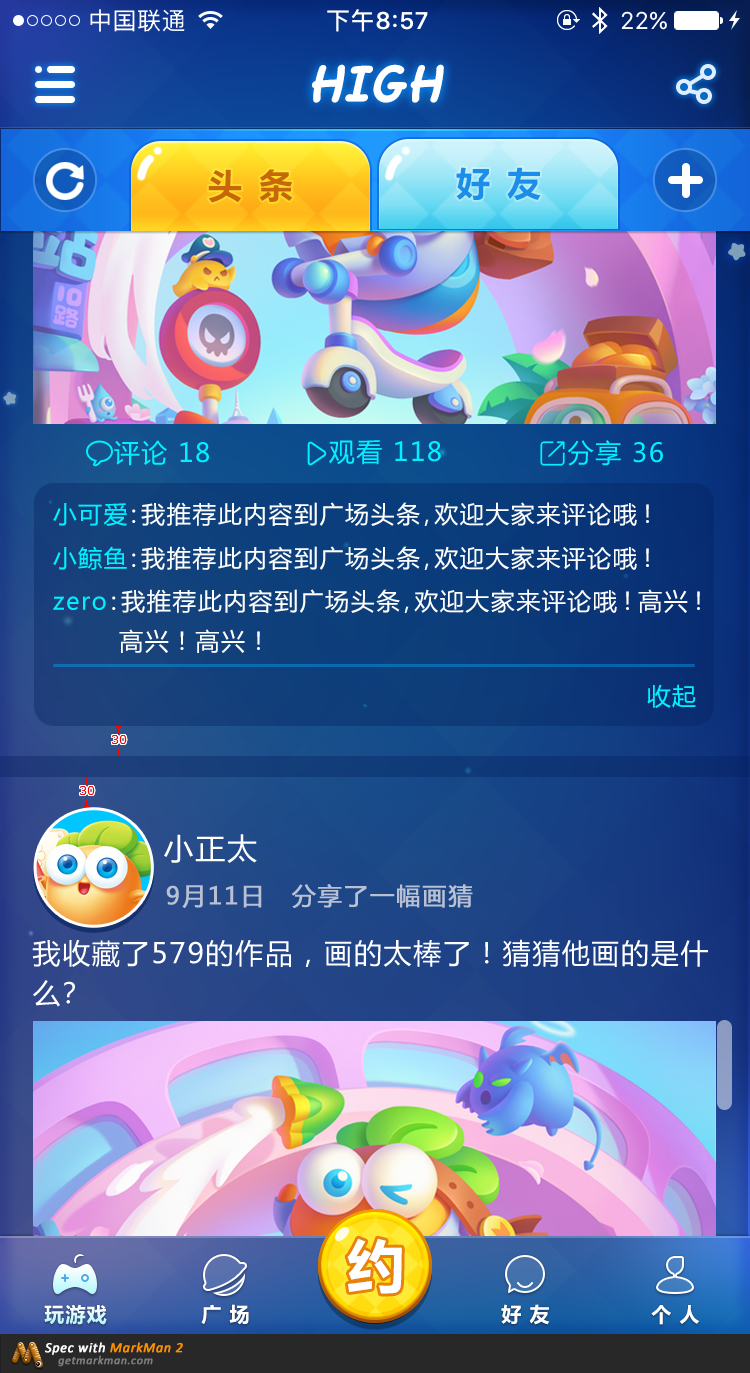 中国联通
下午8:57
22%
HIGH
头条
好友
站
10路
评论 18
观看 118
分享 36
小可爱:我推荐此内容到广场头条,欢迎大家来评论哦!
小鲸鱼:我推荐此内容到广场头条,欢迎大家来评论哦!
zero:我推荐此内容到广场头条,欢迎大家来评论哦!高兴!
高兴!高兴!
收起
30
30
小正太
9月11日 分享了一幅画猜
我收藏了579的作品，画的太棒了！猜猜他画的是什
么?
约
玩游戏
广场
好友
个人
Spec with MarkMan 2
getmarkman.com